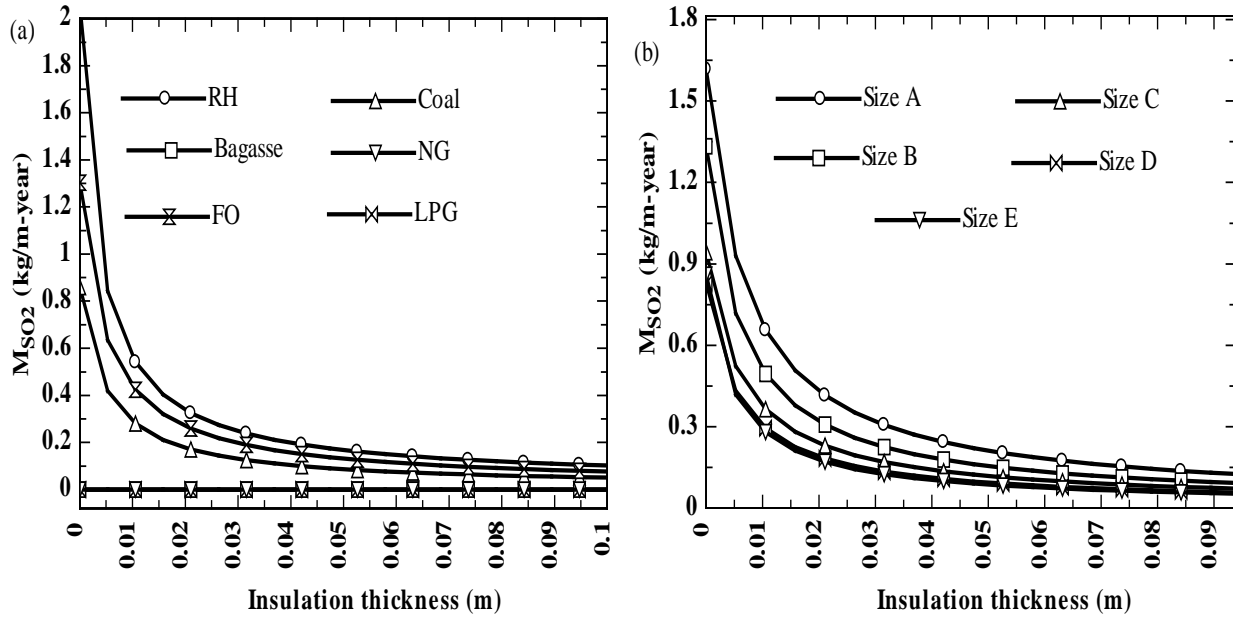 (a)
M_SO2 (kg/m-year)
2
1.8
1.6
1.4
1.2
1
0.8
0.6
0.4
0.2
0
RH
Coal
Bagasse
NG
FO
LPG
0
0.01
0.02
0.03
0.04
0.05
0.06
0.07
0.08
0.09
0.1
Insulation thickness (m)
(b)
M_SO2 (kg/m-year)
1.8
1.5
1.2
0.9
0.6
0.3
0
Size A
Size C
Size B
Size D
Size E
0
0.01
0.02
0.03
0.04
0.05
0.06
0.07
0.08
0.09
Insulation thickness (m)